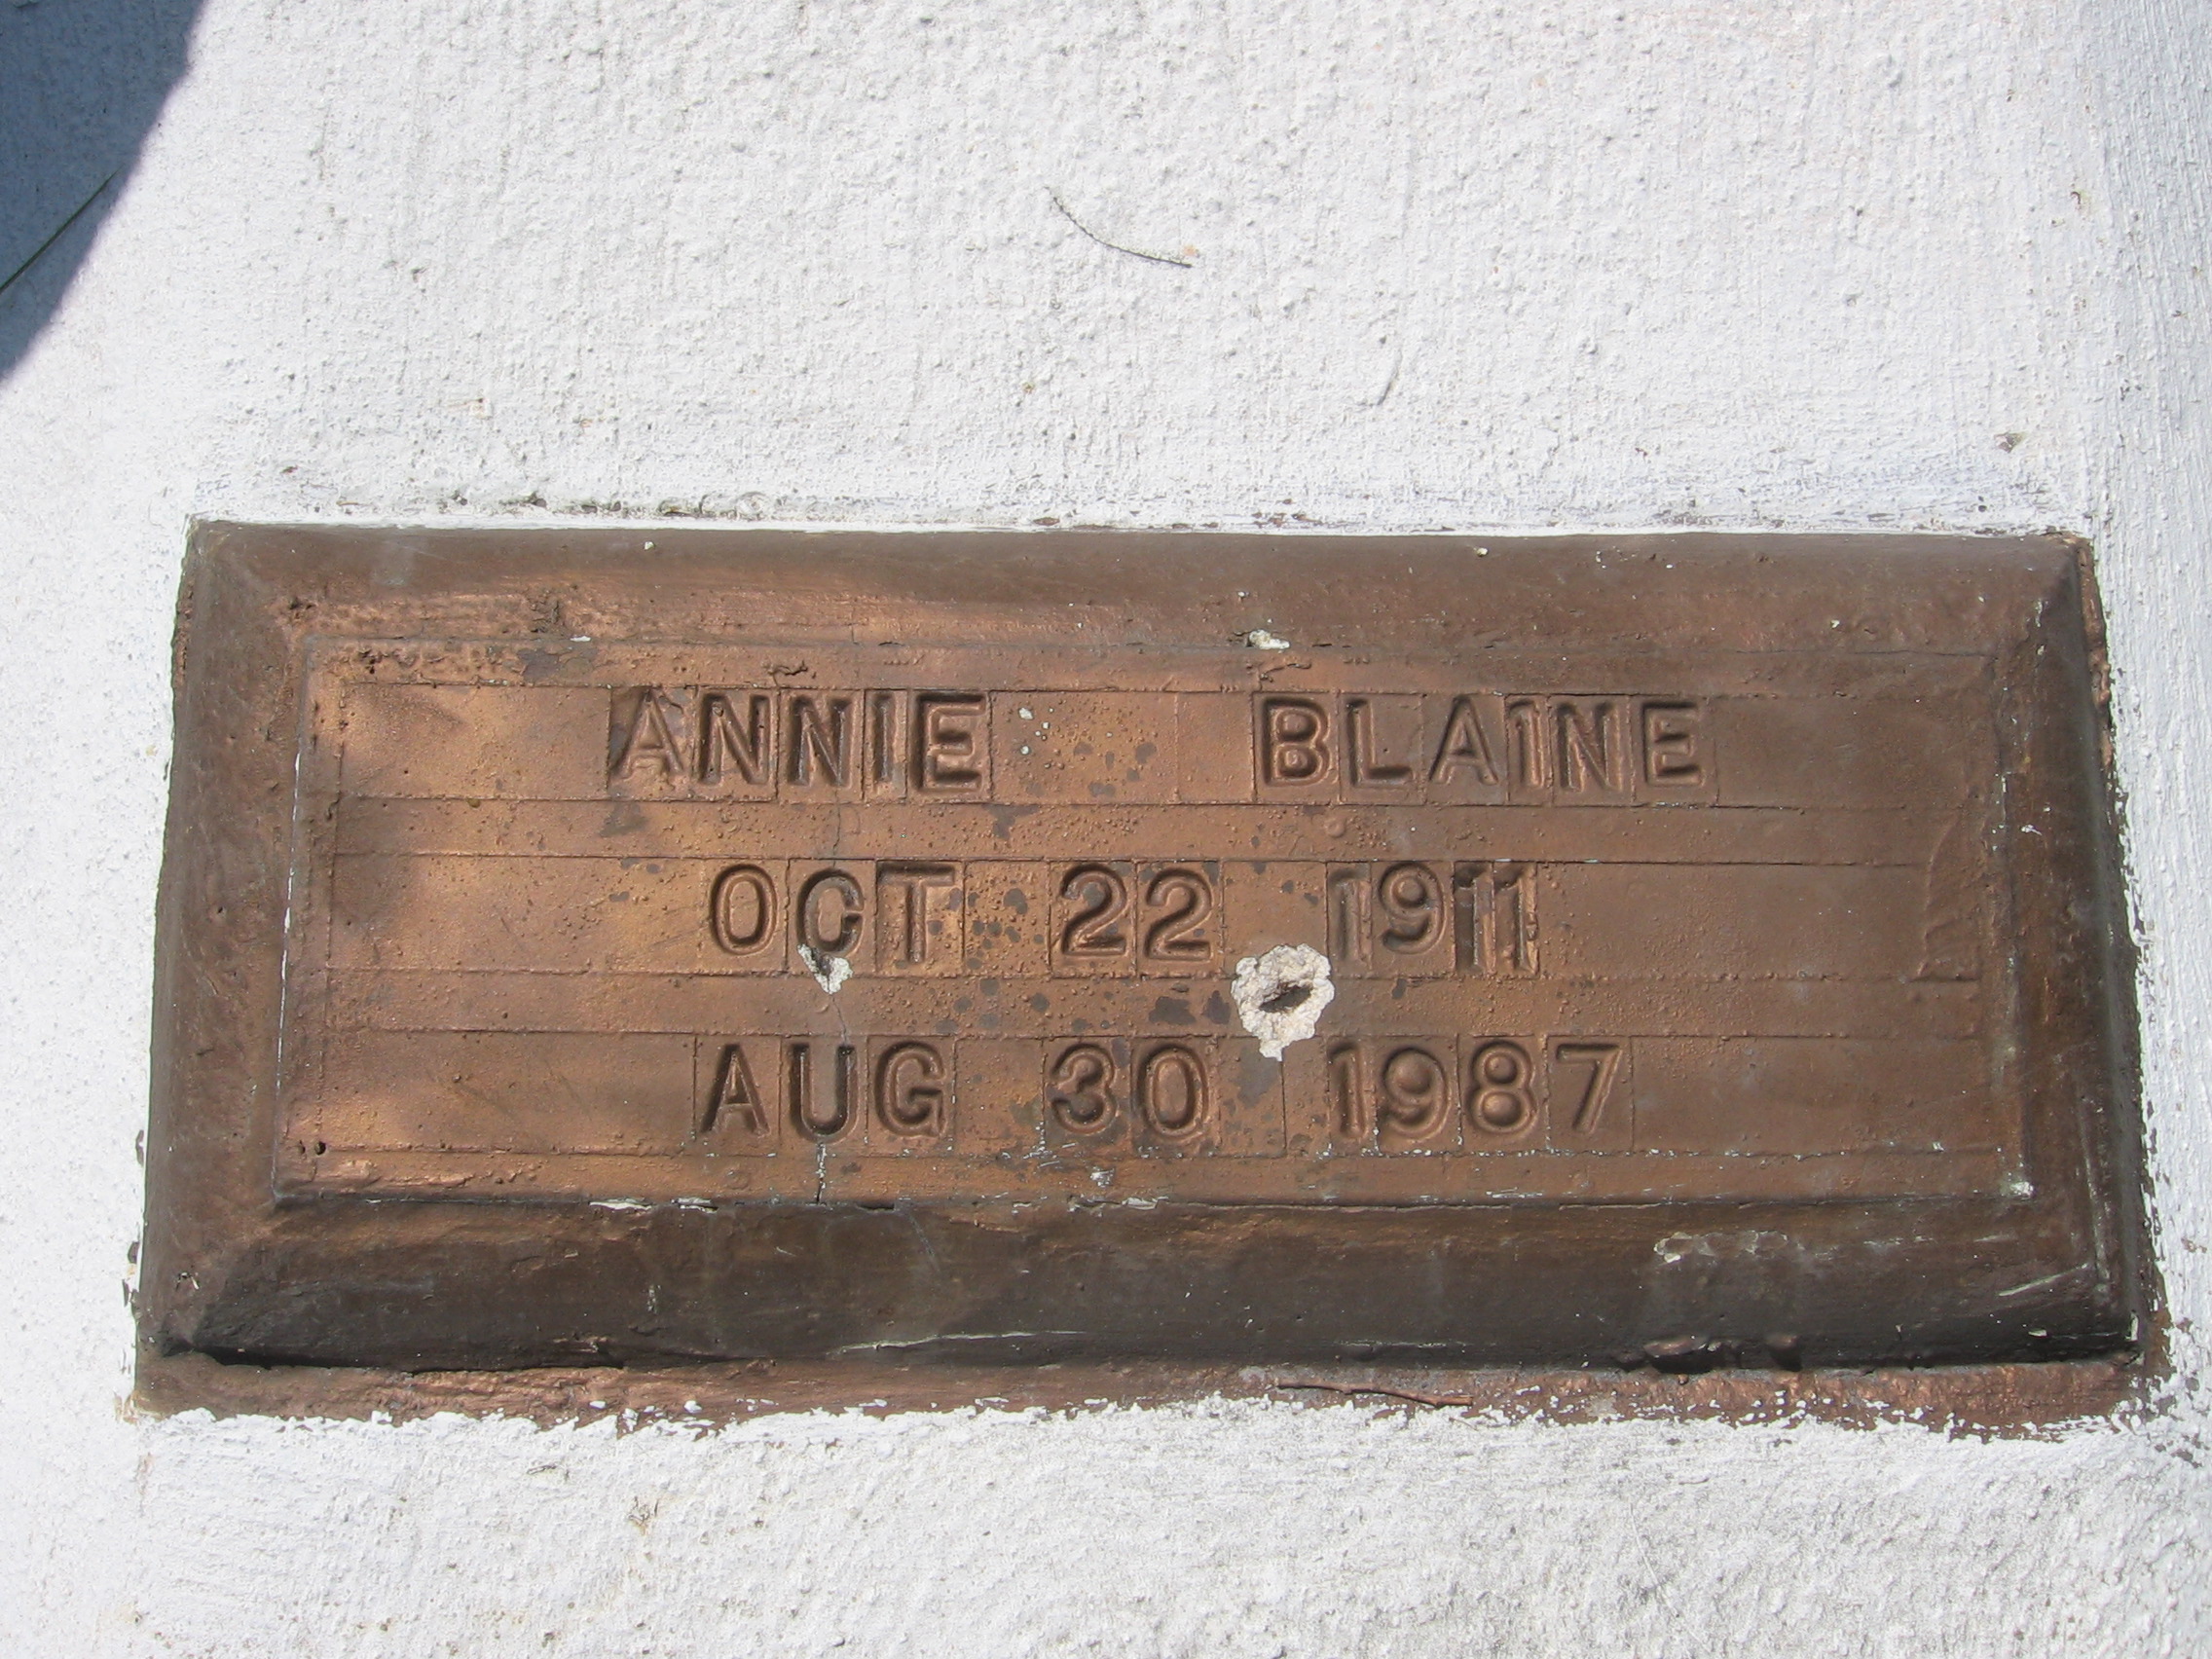 ANNIE BLAINE
OCT 22 1911
AUG 30 1987